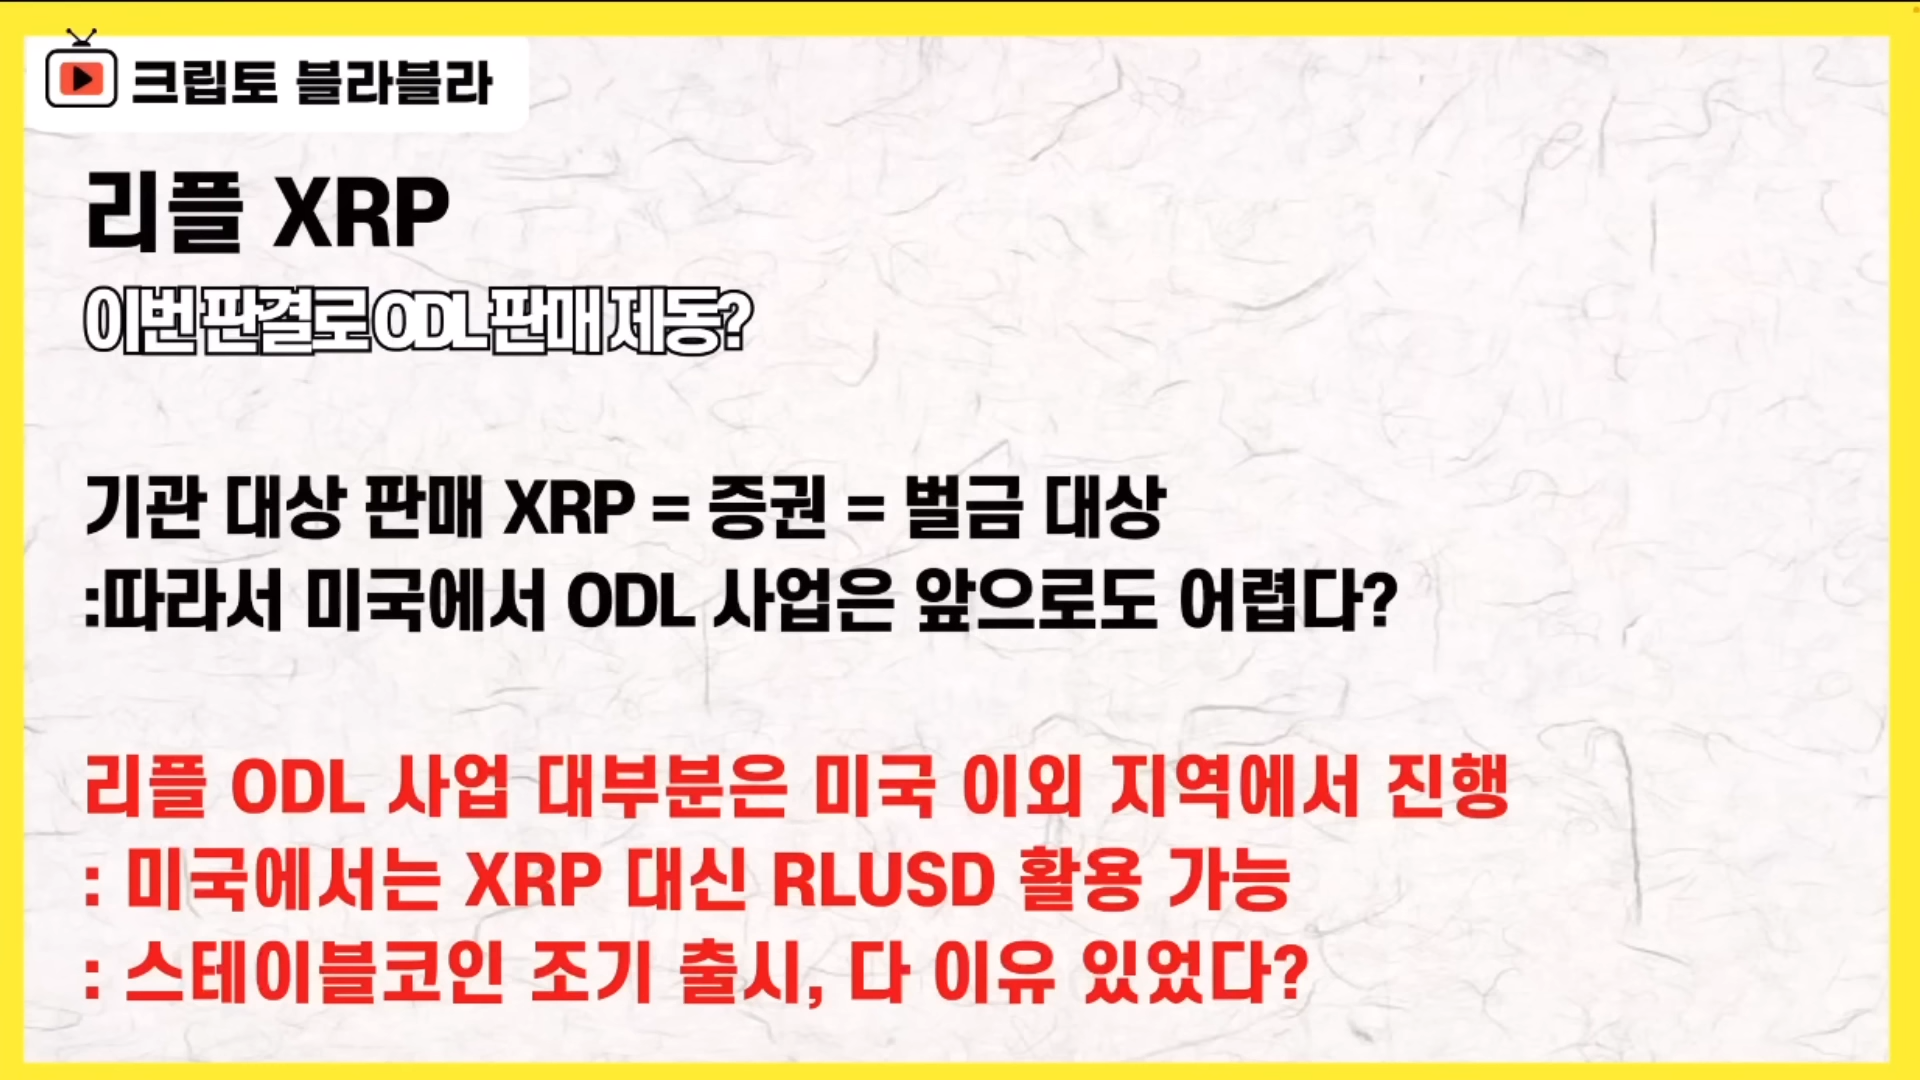 크립토 블라블라
리플 XRP
이번 판결로 ODL 판매 제동?
기관 대상 판매 XRP = 증권 = 벌금 대상
:따라서 미국에서 ODL 사업은 앞으로도 어렵다?
리플 ODL 사업 대부분은 미국 이외 지역에서 진행
: 미국에서는 XRP 대신 RLUSD 활용 가능
: 스테이블코인 조기 출시, 다 이유 있었다?